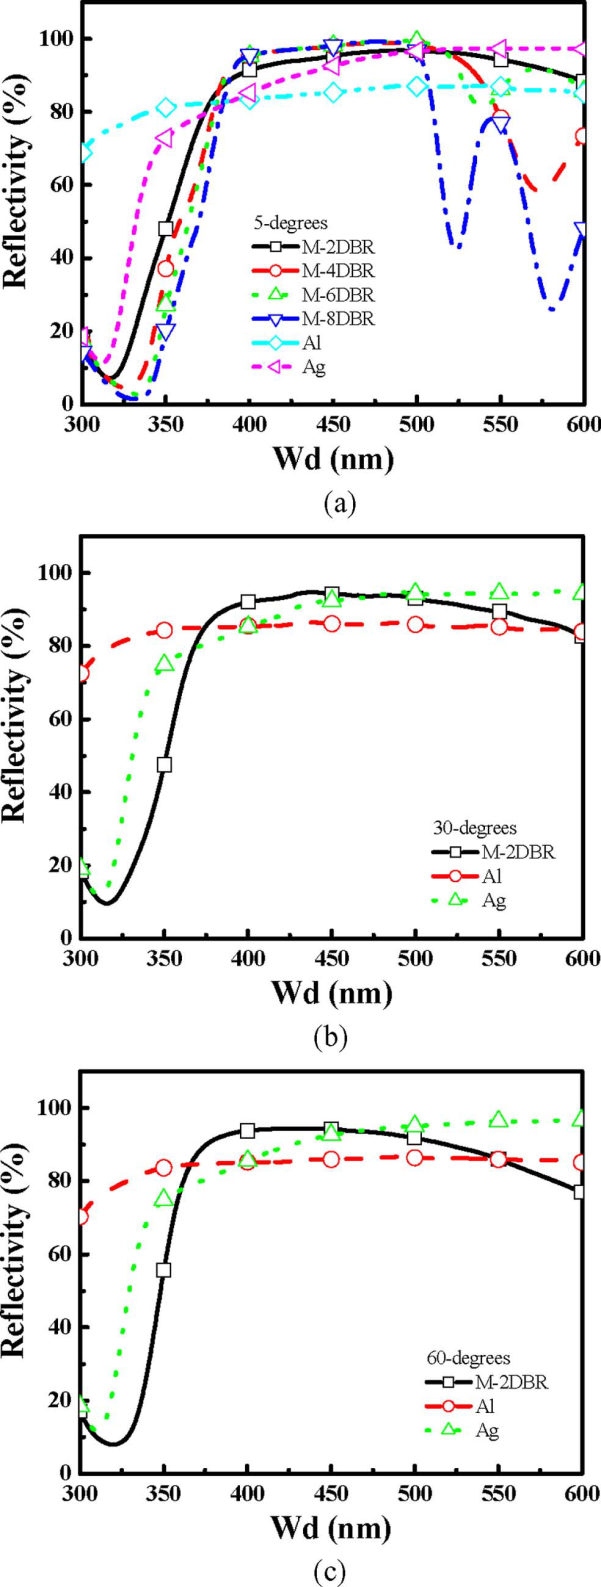 100
80
60
40
20
0
Reflectivity (%)
5-degrees
M-2DBR
M-4DBR
M-6DBR
M-8DBR
Al
Ag
300 350 400 450 500 550 600
Wd (nm)
(a)
100
80
60
40
20
0
Reflectivity (%)
30-degrees
M-2DBR
Al
Ag
300 350 400 450 500 550 600
Wd (nm)
(b)
100
80
60
40
20
0
Reflectivity (%)
60-degrees
M-2DBR
Al
Ag
300 350 400 450 500 550 600
Wd (nm)
(c)